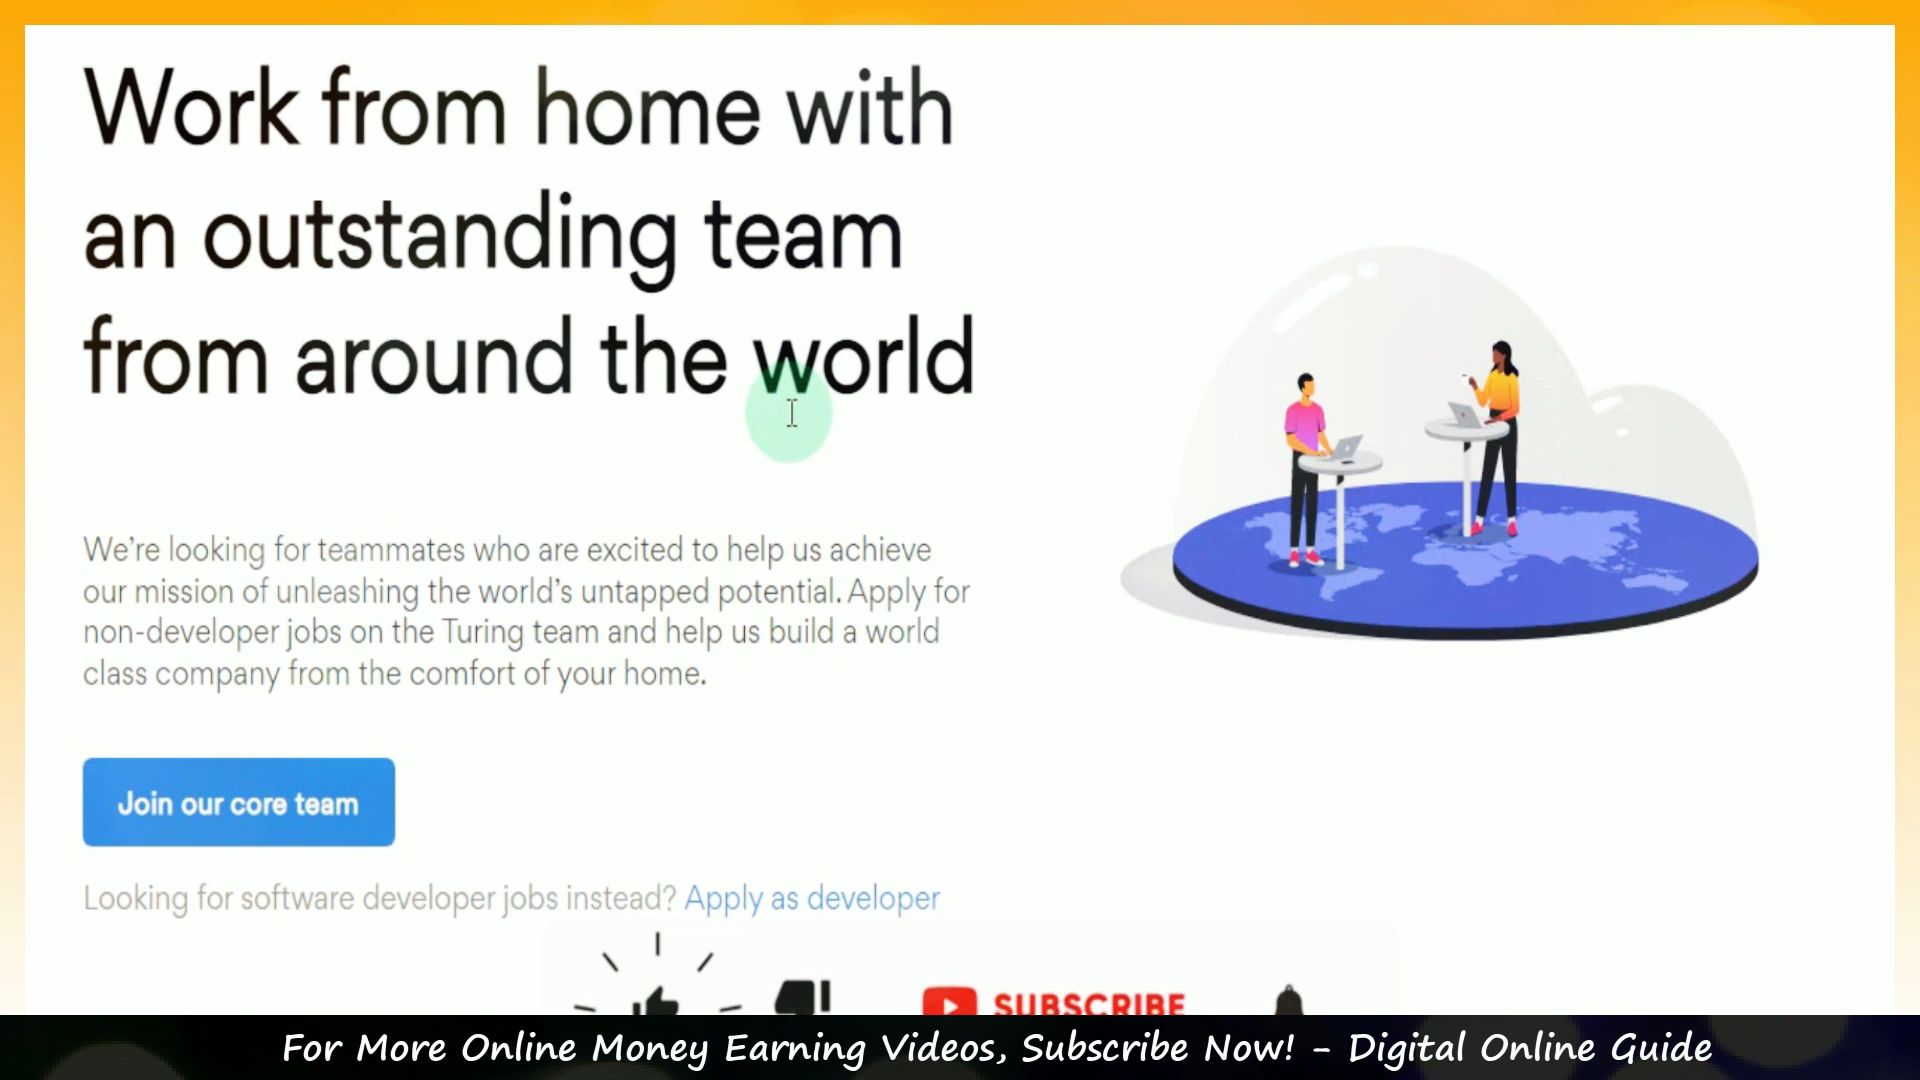 Work from home with
an outstanding team
from around the world
We’re looking for teammates who are excited to help us achieve
our mission of unleashing the world’s untapped potential. Apply for
non-developer jobs on the Turing team and help us build a world
class company from the comfort of your home.
Join our core team
Looking for software developer jobs instead? Apply as developer
SUBSCRIBE
For More Online Money Earning Videos, Subscribe Now! - Digital Online Guide